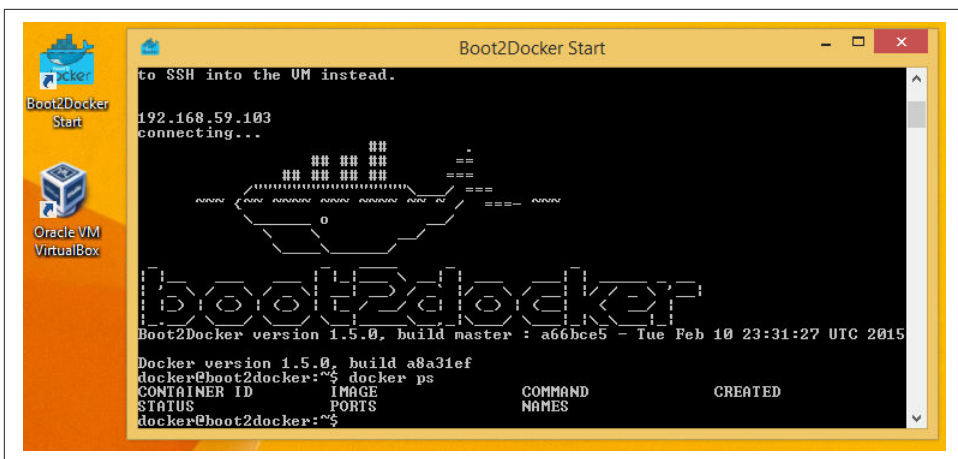 Boot2Docker Start
Boot2Docker
Start
Oracle VM
VirtualBox
to SSH into the VM instead.
192.168.59.103
connecting...
boot2docker
Boot2Docker version 1.5.0, build master : a66bce5 - Tue Feb 10 23:31:27 UTC 2015
Docker version 1.5.0, build a8a31ef
docker@boot2docker:~$ docker ps
CONTAINER ID IMAGE COMMAND CREATED
STATUS PORTS NAMES
docker@boot2docker:~$